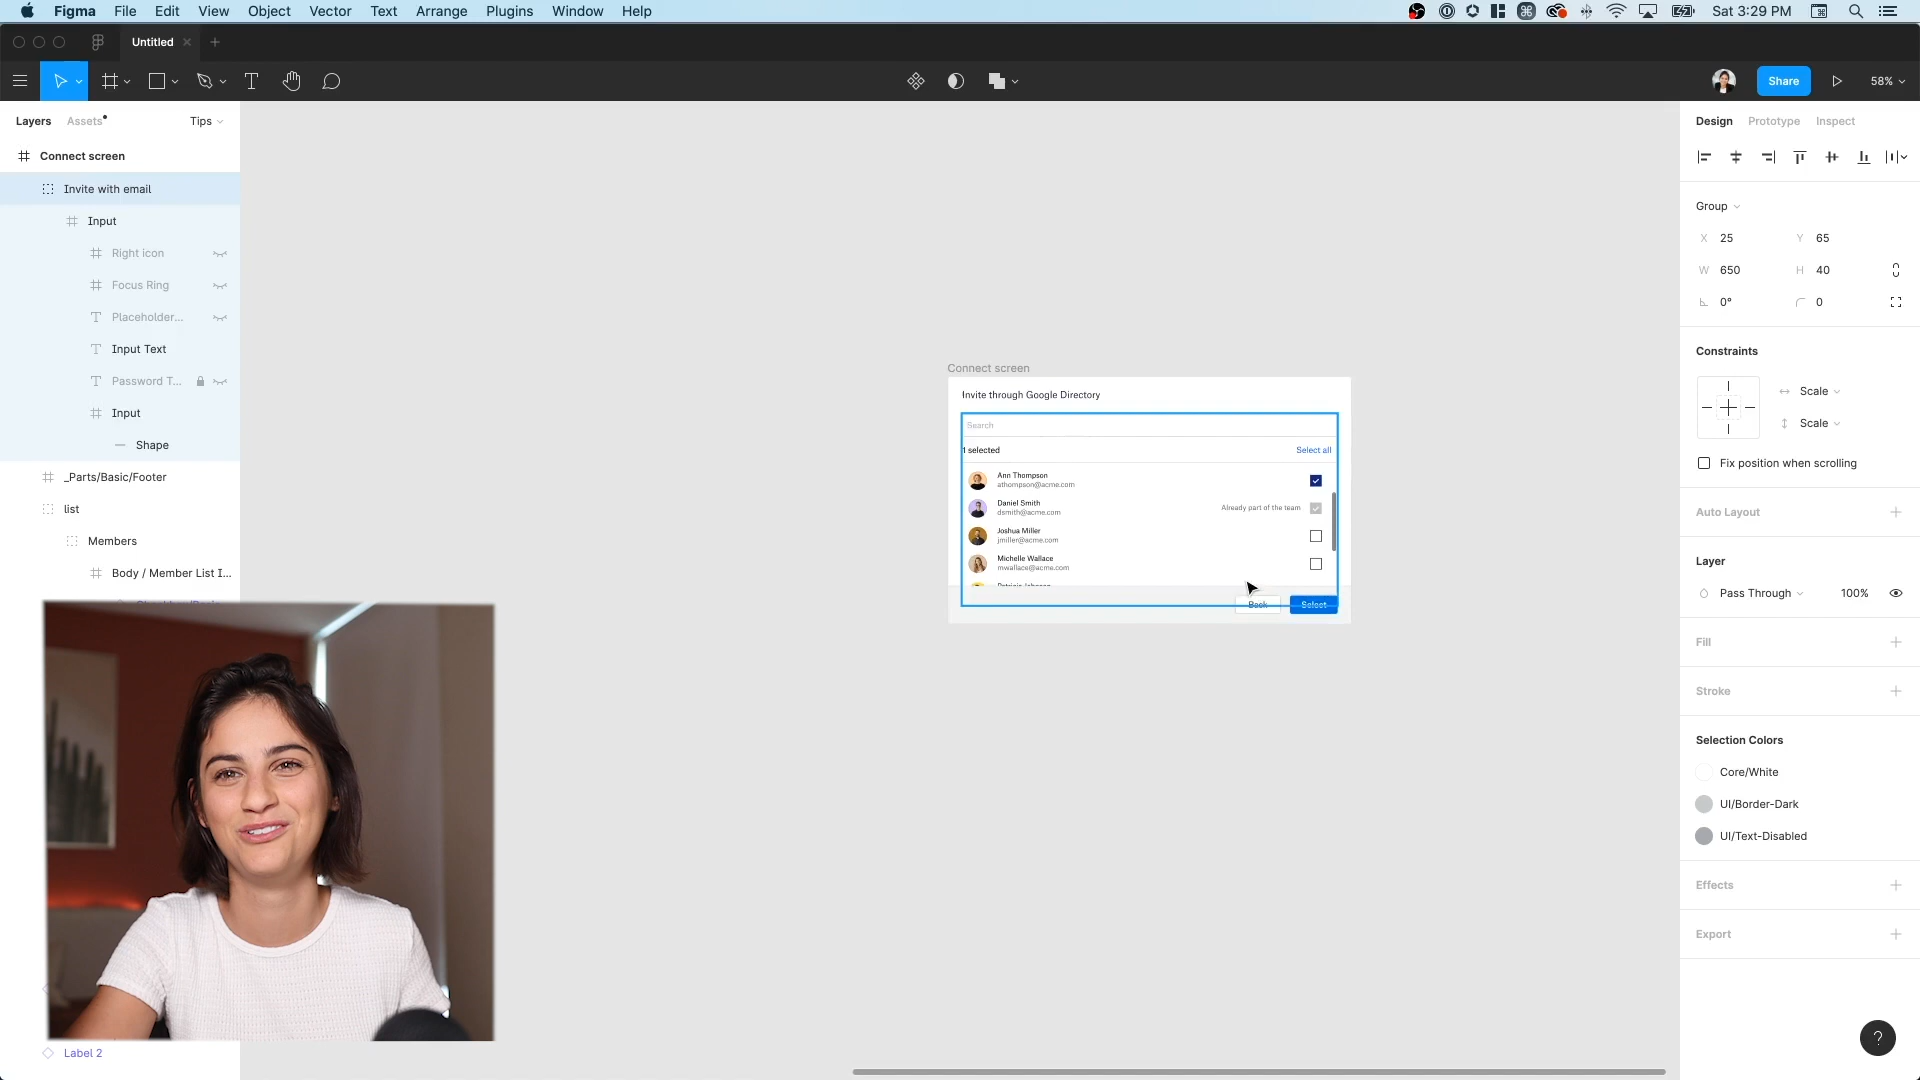 Figma File Edit View Object Vector Text Arrange Plugins Window Help Sat 3:29 PM
Untitled
Share 58%
Layers Assets Tips
Connect screen
Invite with email
Input
Right icon
Focus Ring
Placeholder...
Input Text
Password T...
Input
Shape
_Parts/Basic/Footer
list
Members
Body / Member List I...
Label 2
Connect screen
Invite through Google Directory
Search
1 selected Select all
Ann Thompson
athompson@acme.com
Daniel Smith
dsmith@acme.com
Already part of the team
Joshua Miller
jmiller@acme.com
Michelle Wallace
mwallace@acme.com
Back Select
Design Prototype Inspect
Group
X 25 Y 65
W 650 H 40
0° 0
Constraints
Scale
Scale
Fix position when scrolling
Auto Layout
Layer
Pass Through 100%
Fill
Stroke
Selection Colors
Core/White
UI/Border-Dark
UI/Text-Disabled
Effects
Export
?